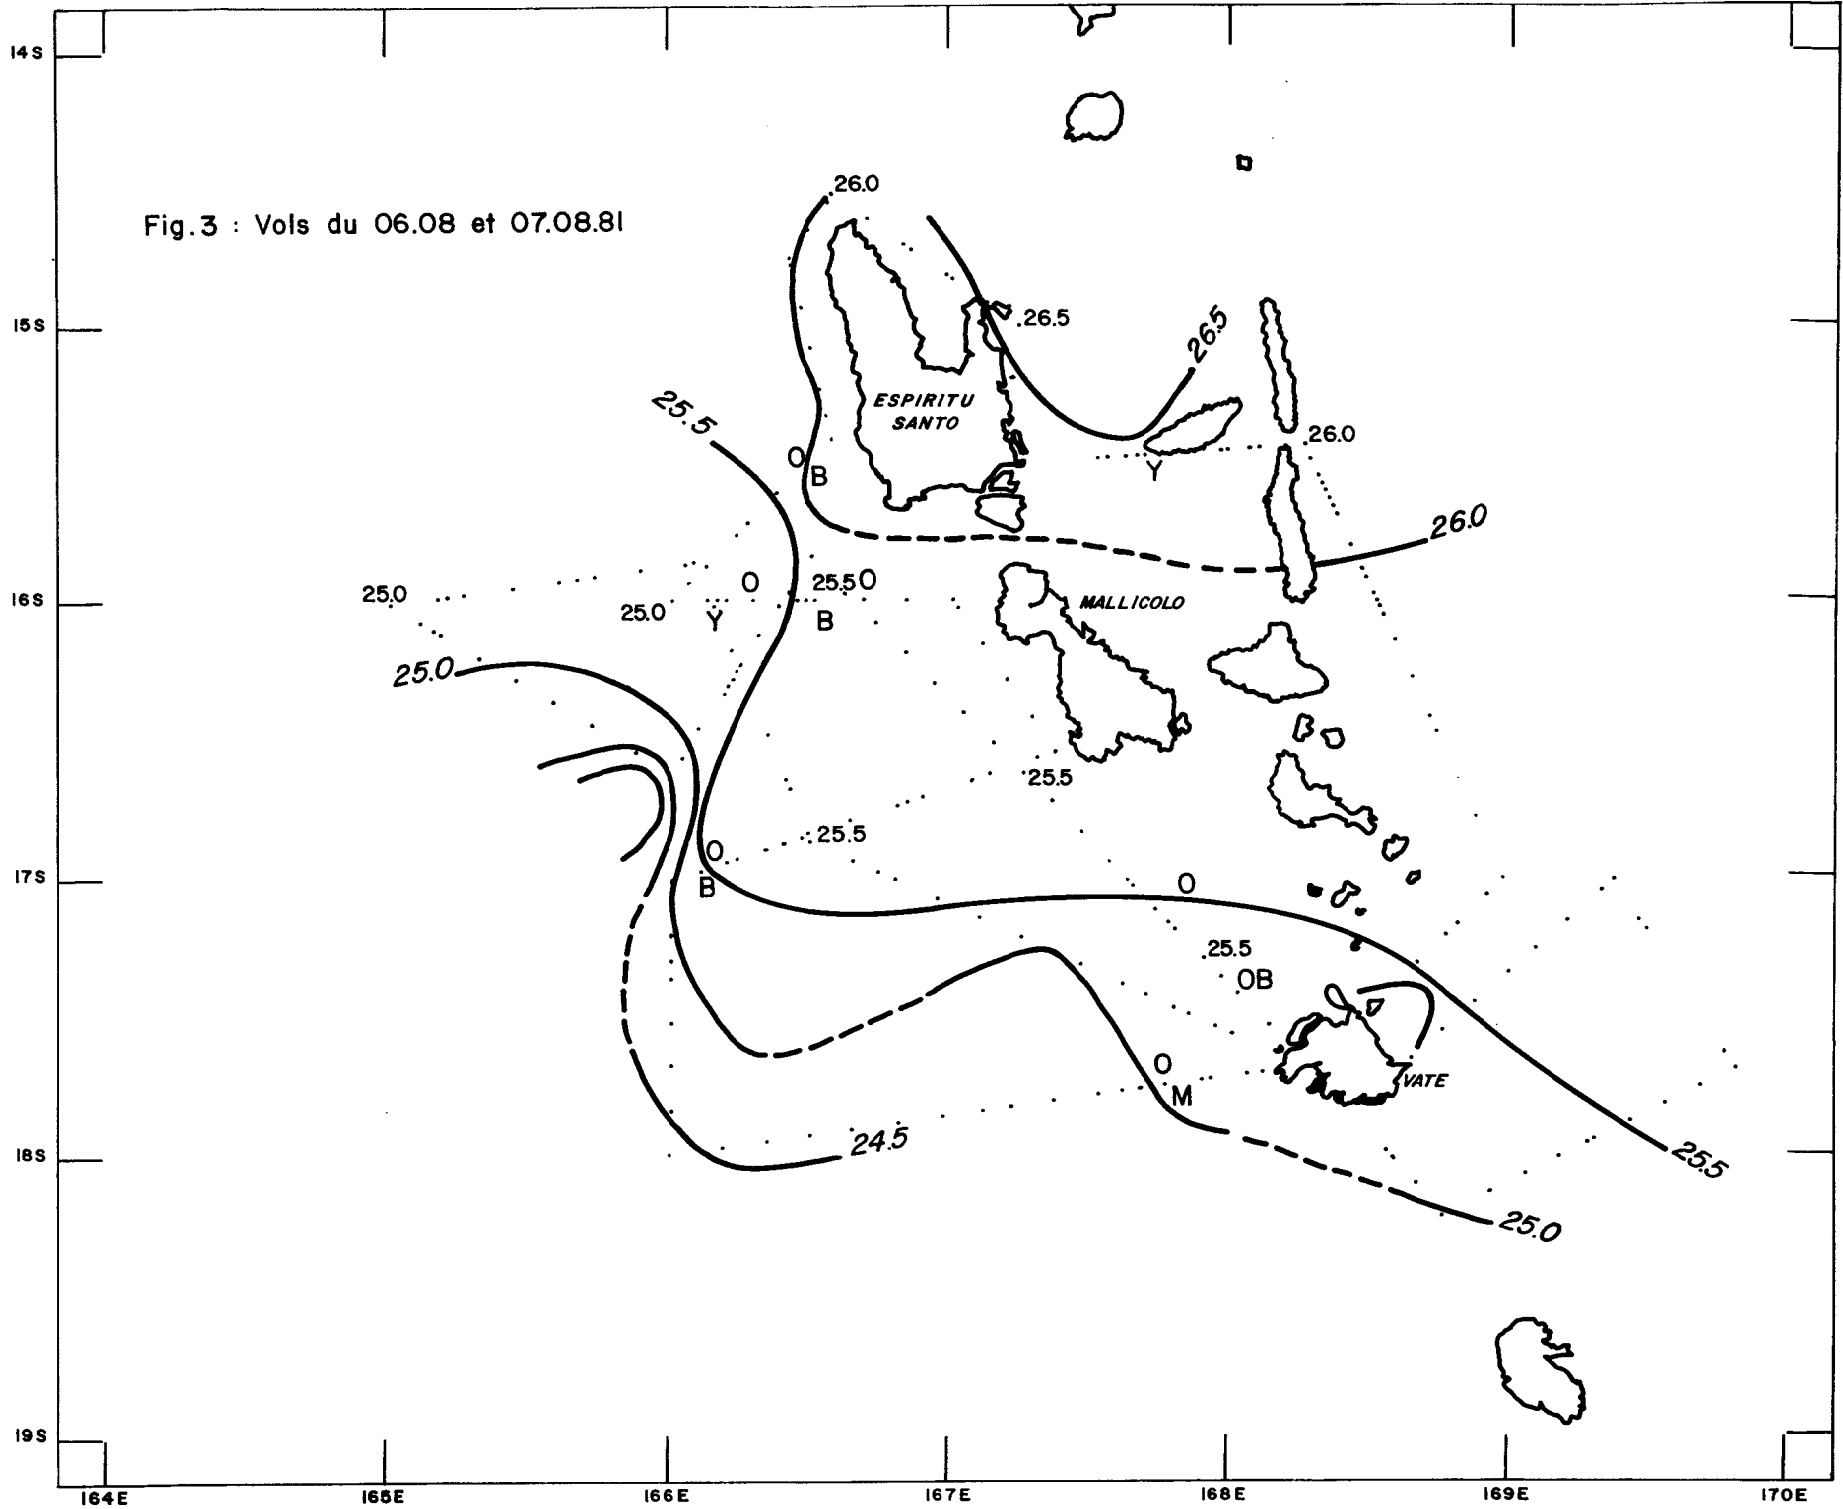 14S
.26.0
Fig.3 : Vols du 06.08 et 07.08.81
15S
.26.5
26.5
ESPIRITU
SANTO
25.5
.26.0
O
B
Y
26.0
25.0
O
25.5 O
16S
25.0
Y
B
MALLICOLO
25.0
25.5
.25.5
O
17S
B
O
25.5
OB
O
M
VATE
24.5
18S
25.5
25.0
19S
164E
165E
166E
167E
168E
169E
170E